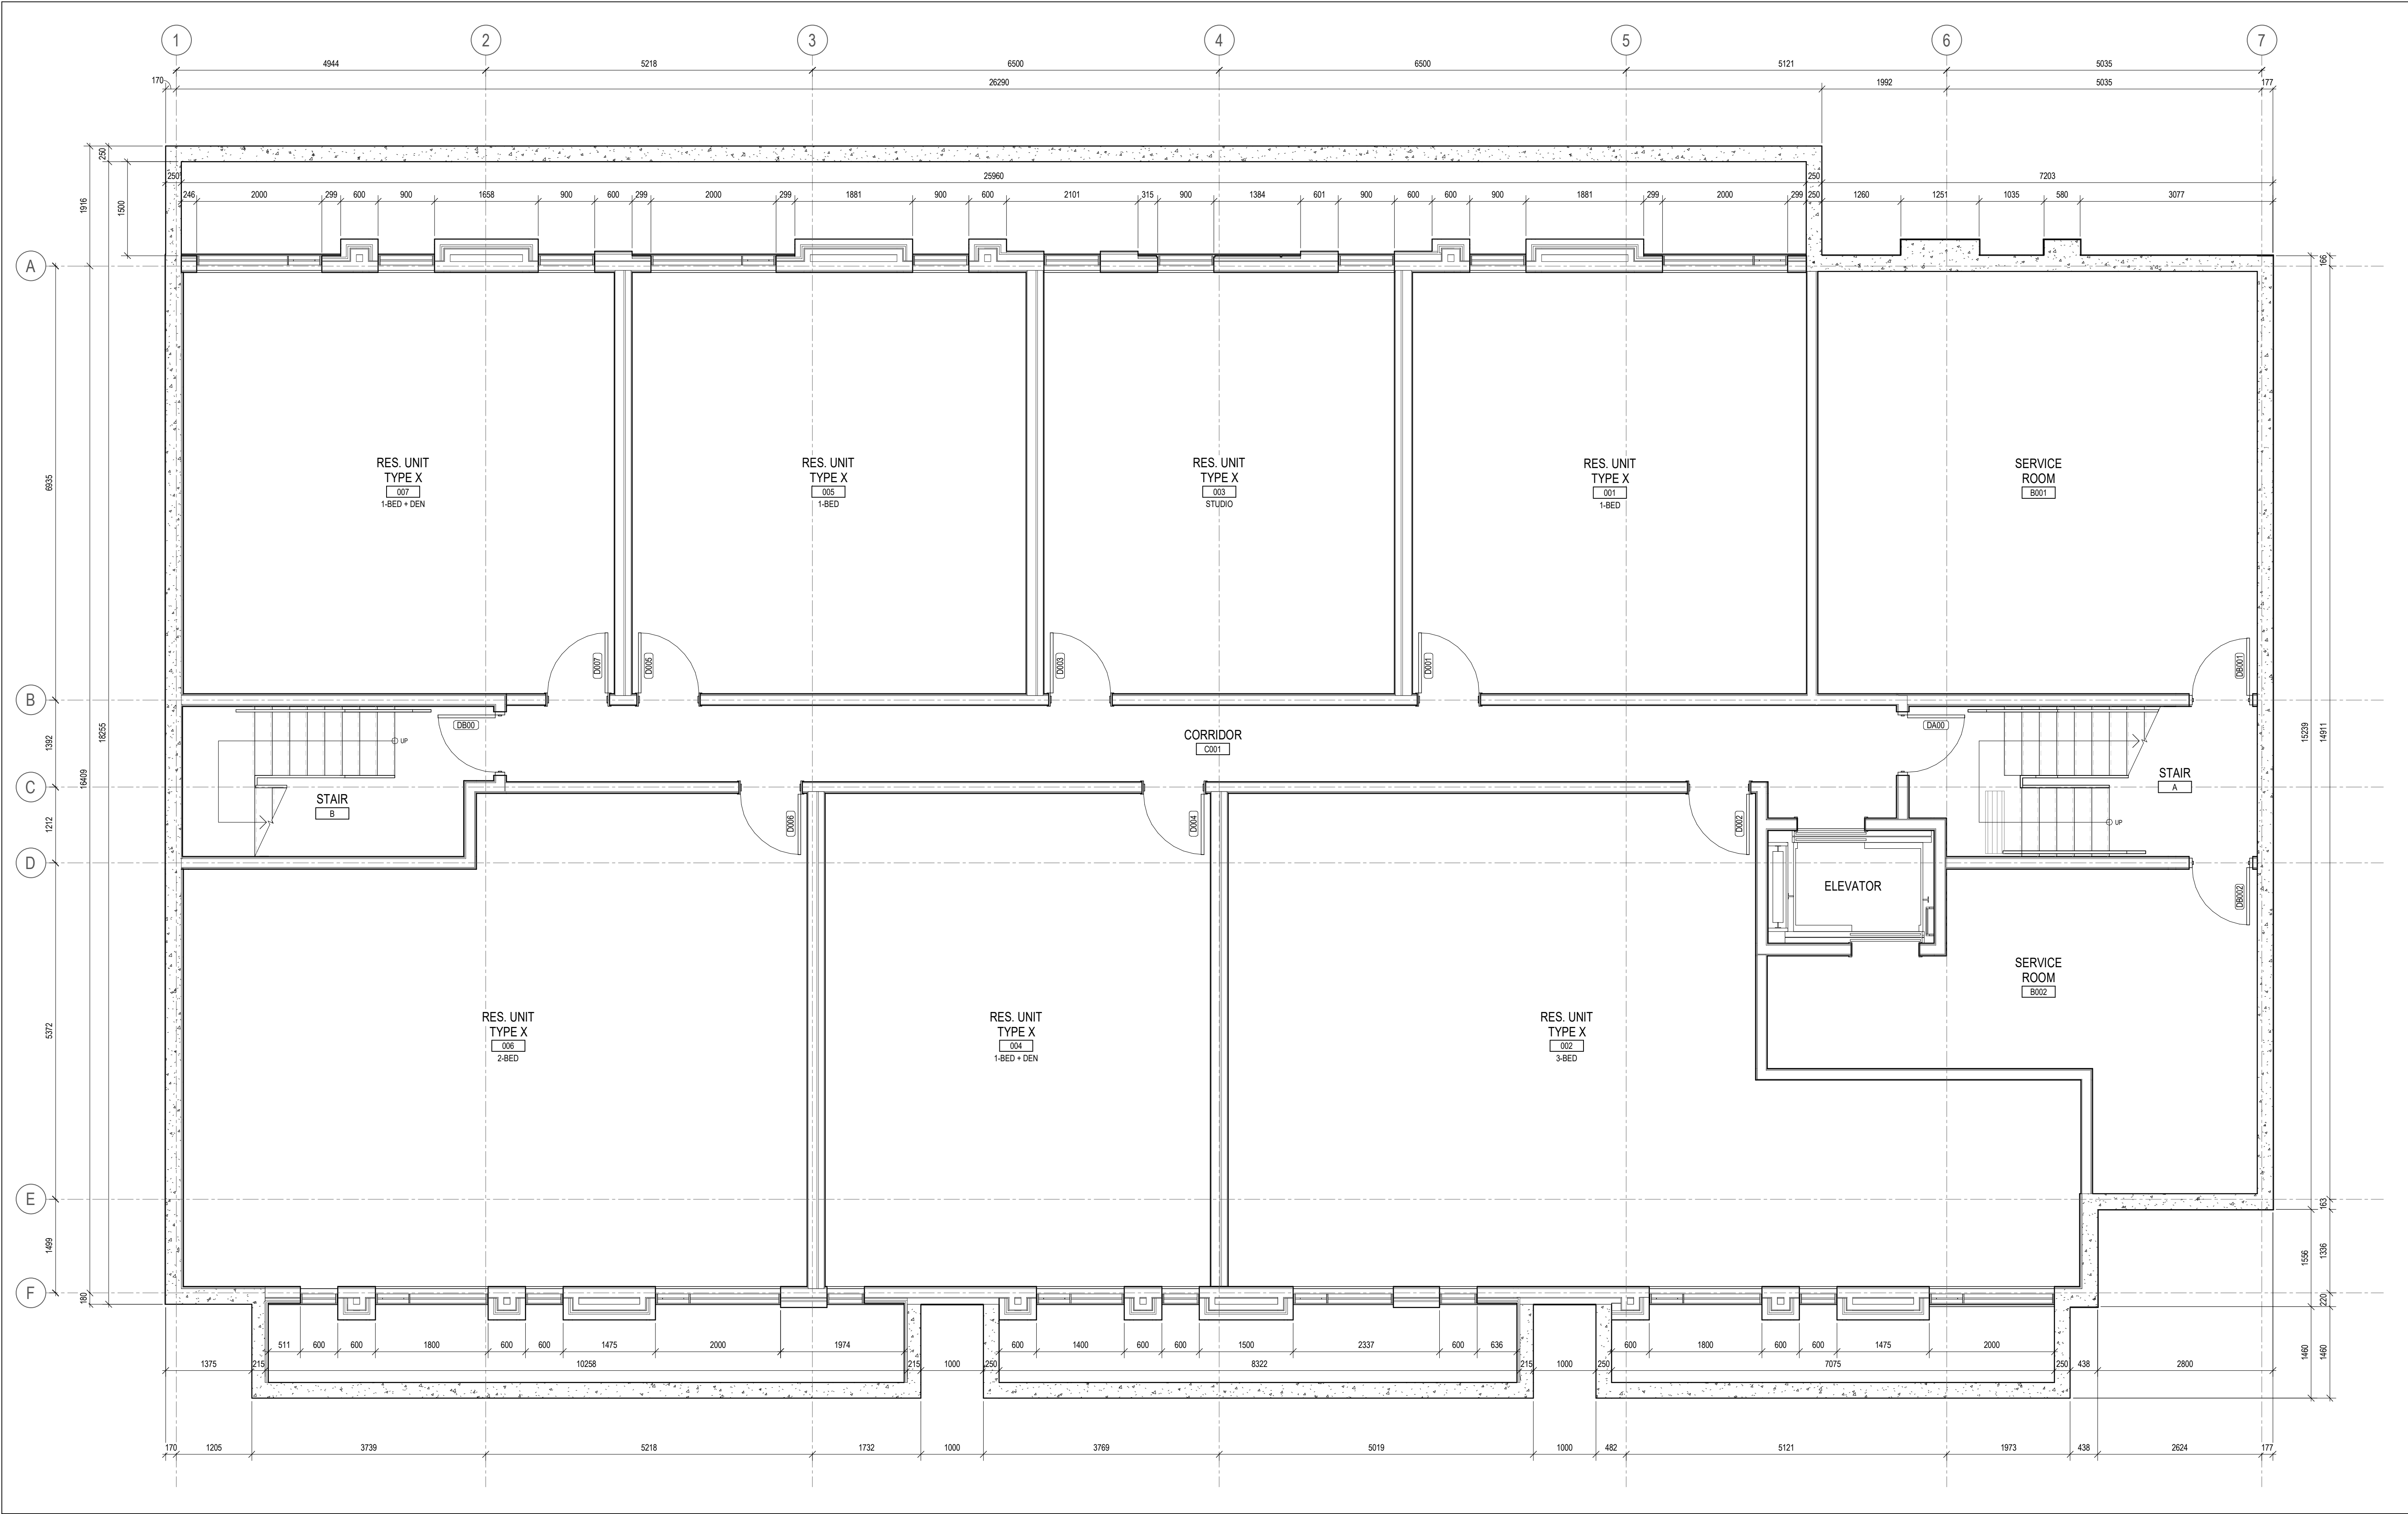 1 2 3 4 5 6 7
4944 5218 6500 6500 5121 5035
170 26290 1992 5035 177
250
250 25960 250 7203
246 2000 299 600 900 1658 900 600 299 2000 299 1881 900 600 2101 315 900 1384 601 900 600 600 900 1881 299 2000 299 250 1260 1251 1035 580 3077
1916
1500
A
166
6935
RES. UNIT
TYPE X
007
1-BED + DEN
RES. UNIT
TYPE X
005
1-BED
RES. UNIT
TYPE X
003
STUDIO
RES. UNIT
TYPE X
001
1-BED
SERVICE
ROOM
B001
D007
D005
D003
D001
DB001
B
1392
18255
16409
DB00
UP
CORRIDOR
C001
DA00
15239
14911
C
STAIR
B
STAIR
A
UP
1212
D006
D004
D002
D
ELEVATOR
DB002
SERVICE
ROOM
B002
5372
RES. UNIT
TYPE X
006
2-BED
RES. UNIT
TYPE X
004
1-BED + DEN
RES. UNIT
TYPE X
002
3-BED
E
163
1499
1556
1336
F
180
220
511 600 600 1800 600 600 1475 2000 1974 600 1400 600 600 1500 2337 600 636 600 1800 600 600 1475 2000
1460
1460
1375 215 10258 215 1000 250 8322 215 1000 250 7075 250 438 2800
170 1205 3739 5218 1732 1000 3769 5019 1000 482 5121 1973 438 2624 177